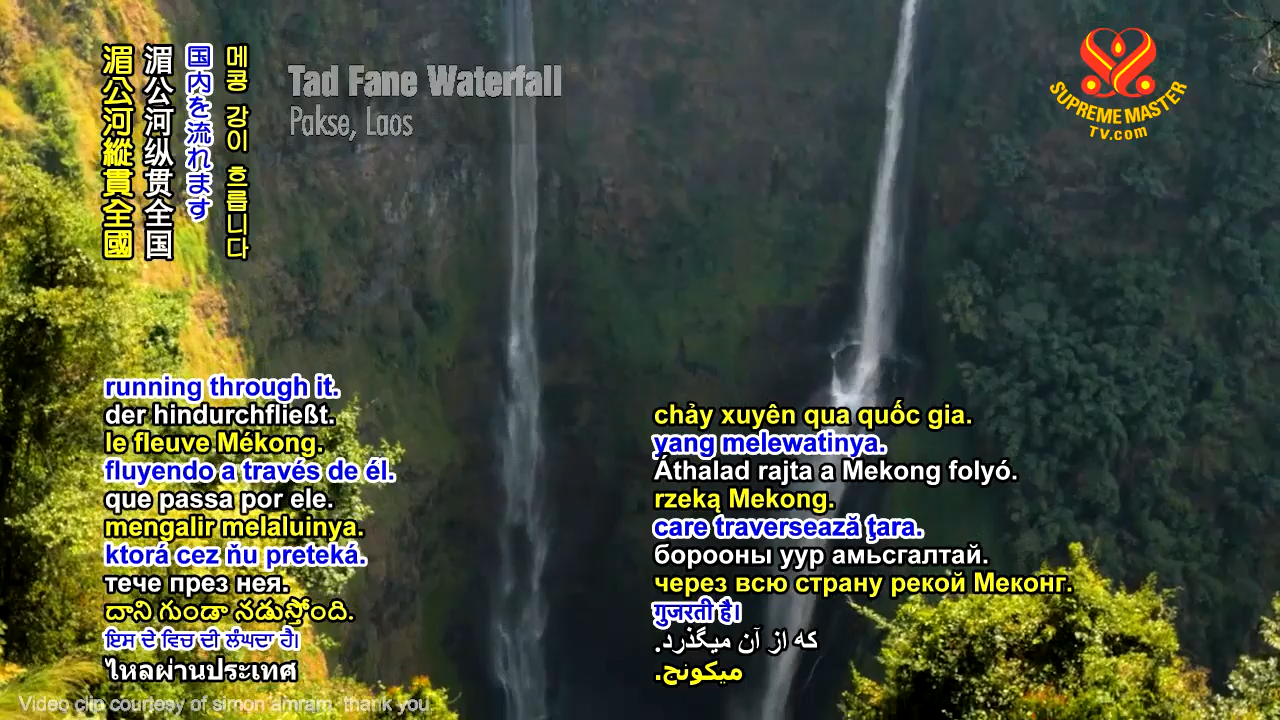 湄公河縱貫全國
湄公河纵贯全国
国内を流れます
메콩 강이 흐릅니다
Tad Fane Waterfall
Pakse, Laos
SUPREME MASTER
TV.com
running through it.
der hindurchfließt.
le fleuve Mékong.
fluyendo a través de él.
que passa por ele.
mengalir melaluinya.
ktorá cez ňu preteká.
тече през нея.
దాని గుండా నడుస్తోంది.
ਇਸ ਦੇ ਵਿਚ ਦੀ ਲੰਘਦਾ ਹੈ।
ไหลผ่านประเทศ
chảy xuyên qua quốc gia.
yang melewatinya.
Áthalad rajta a Mekong folyó.
rzeką Mekong.
care traversează ţara.
борооны уур амьсгалтай.
через всю страну рекой Меконг.
गुजरती है।
که از آن میگذرد.
ميكونج.
Video clip courtesy of simon amram, thank you.